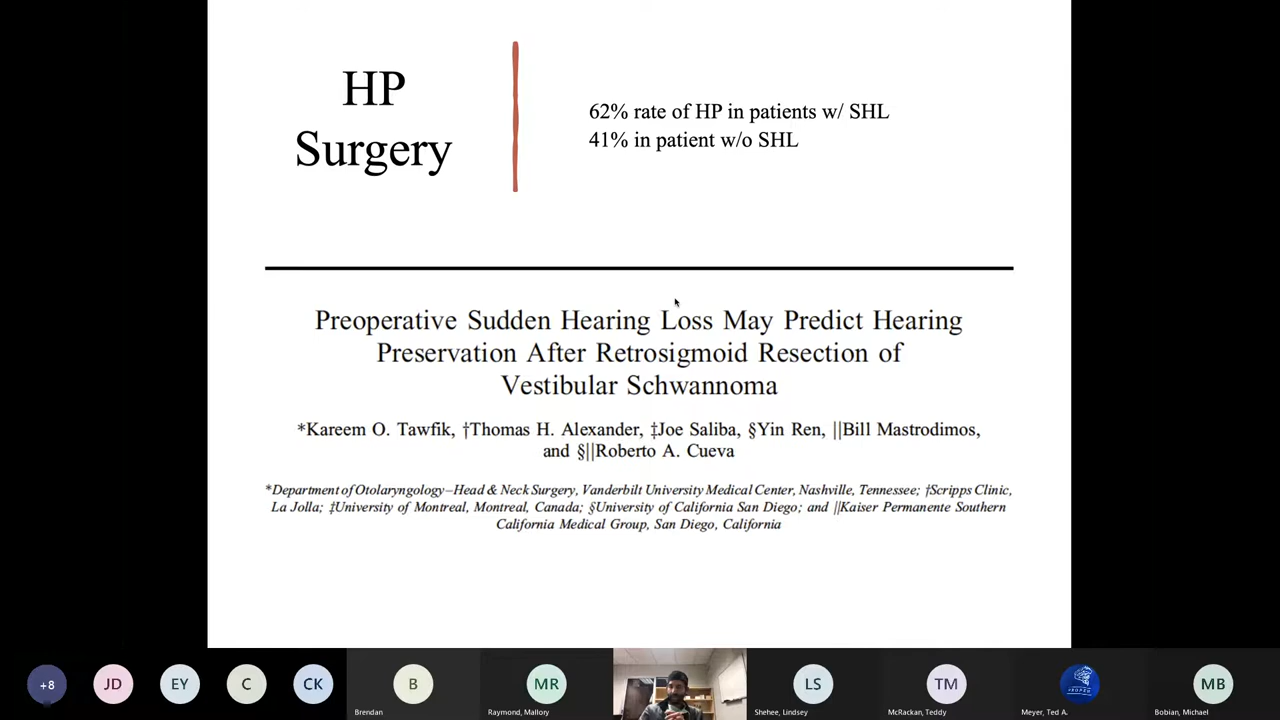 HP
Surgery
62% rate of HP in patients w/ SHL
41% in patient w/o SHL
Preoperative Sudden Hearing Loss May Predict Hearing
Preservation After Retrosigmoid Resection of
Vestibular Schwannoma
*Kareem O. Tawfik, †Thomas H. Alexander, ‡Joe Saliba, §Yin Ren, ||Bill Mastrodimos,
and §||Roberto A. Cueva
*Department of Otolaryngology–Head & Neck Surgery, Vanderbilt University Medical Center, Nashville, Tennessee; †Scripps Clinic,
La Jolla; ‡University of Montreal, Montreal, Canada; §University of California San Diego; and ||Kaiser Permanente Southern
California Medical Group, San Diego, California
+8
JD
EY
C
CK
B
Brendan
MR
Raymond, Mallory
LS
Shehee, Lindsey
TM
McRackan, Teddy
Meyer, Ted A.
MB
Bobian, Michael